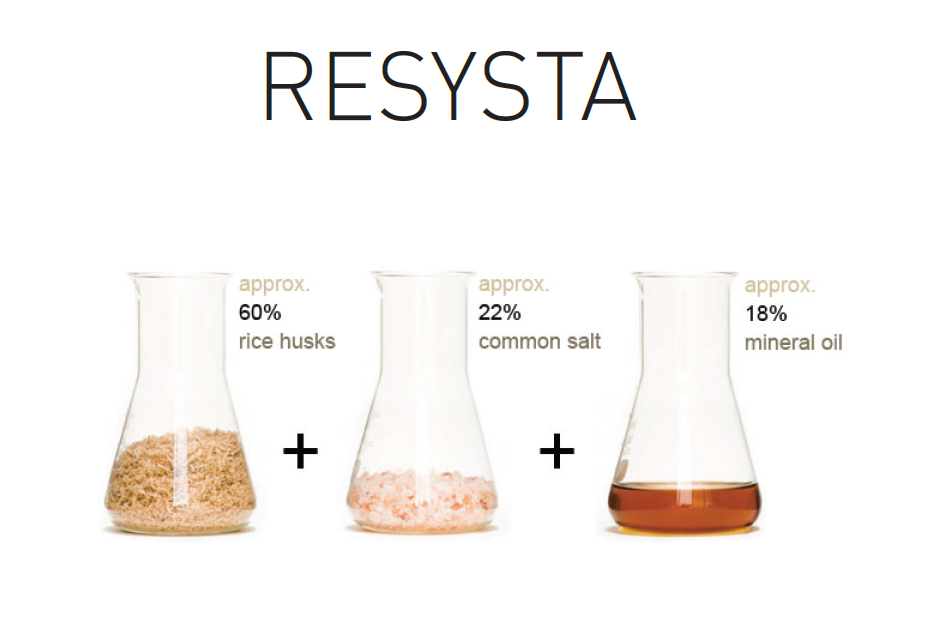 RESYSTA
approx.
60%
rice husks
approx.
22%
common salt
approx.
18%
mineral oil
+
+